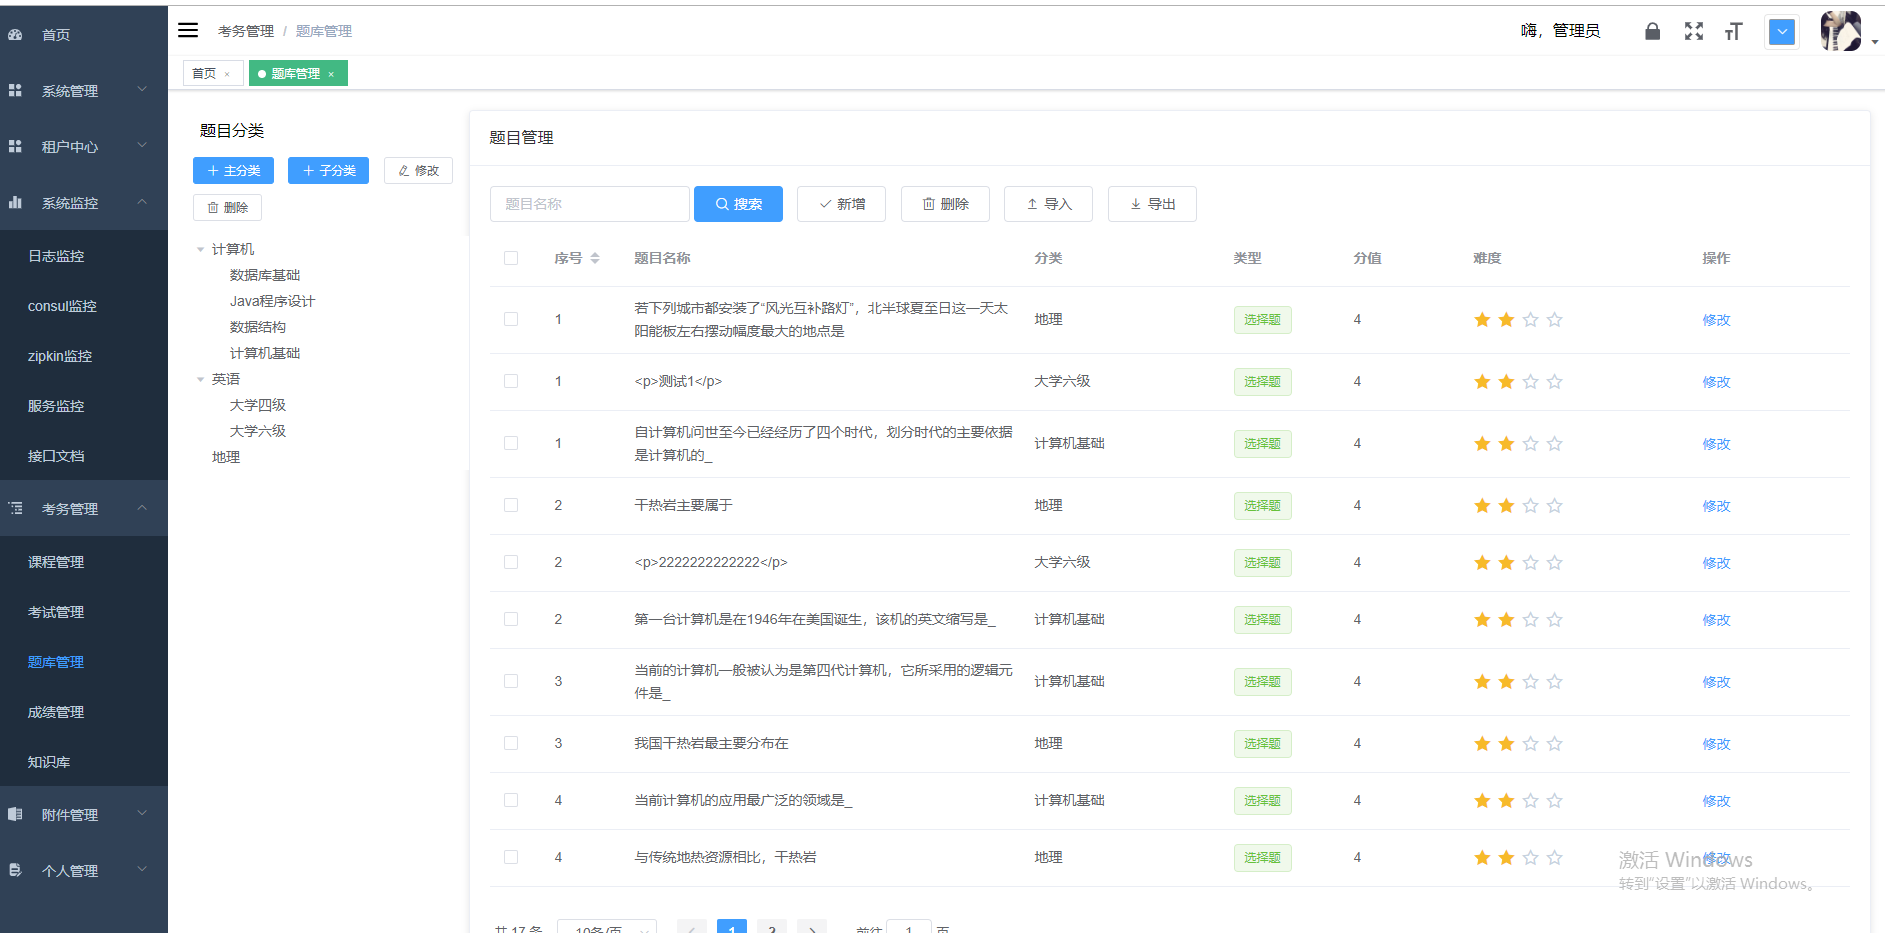 首页
系统管理
租户中心
系统监控
日志监控
consul监控
zipkin监控
服务监控
接口文档
考务管理
课程管理
考试管理
题库管理
成绩管理
知识库
附件管理
个人管理
考务管理 / 题库管理
嗨，管理员
首页 ×
题库管理 ×
题目分类
主分类 子分类 修改
删除
计算机
数据库基础
Java程序设计
数据结构
计算机基础
英语
大学四级
大学六级
地理
题目管理
题目名称 搜索 新增 删除 导入 导出
序号 题目名称 分类 类型 分值 难度 操作
1 若下列城市都安装了“风光互补路灯”，北半球夏至日这一天太
阳能板左右摆动幅度最大的地点是 地理 选择题 4 修改
1 <p>测试1</p> 大学六级 选择题 4 修改
1 自计算机问世至今已经经历了四个时代，划分时代的主要依据
是计算机的_ 计算机基础 选择题 4 修改
2 干热岩主要属于 地理 选择题 4 修改
2 <p>2222222222222</p> 大学六级 选择题 4 修改
2 第一台计算机是在1946年在美国诞生，该机的英文缩写是_ 计算机基础 选择题 4 修改
3 当前的计算机一般被认为是第四代计算机，它所采用的逻辑元
件是_ 计算机基础 选择题 4 修改
3 我国干热岩最主要分布在 地理 选择题 4 修改
4 当前计算机的应用最广泛的领域是_ 计算机基础 选择题 4 修改
4 与传统地热资源相比，干热岩 地理 选择题 4 修改
激活 Windows
转到“设置”以激活 Windows。
共 17 条 10条/页 1 2 前往 1 页